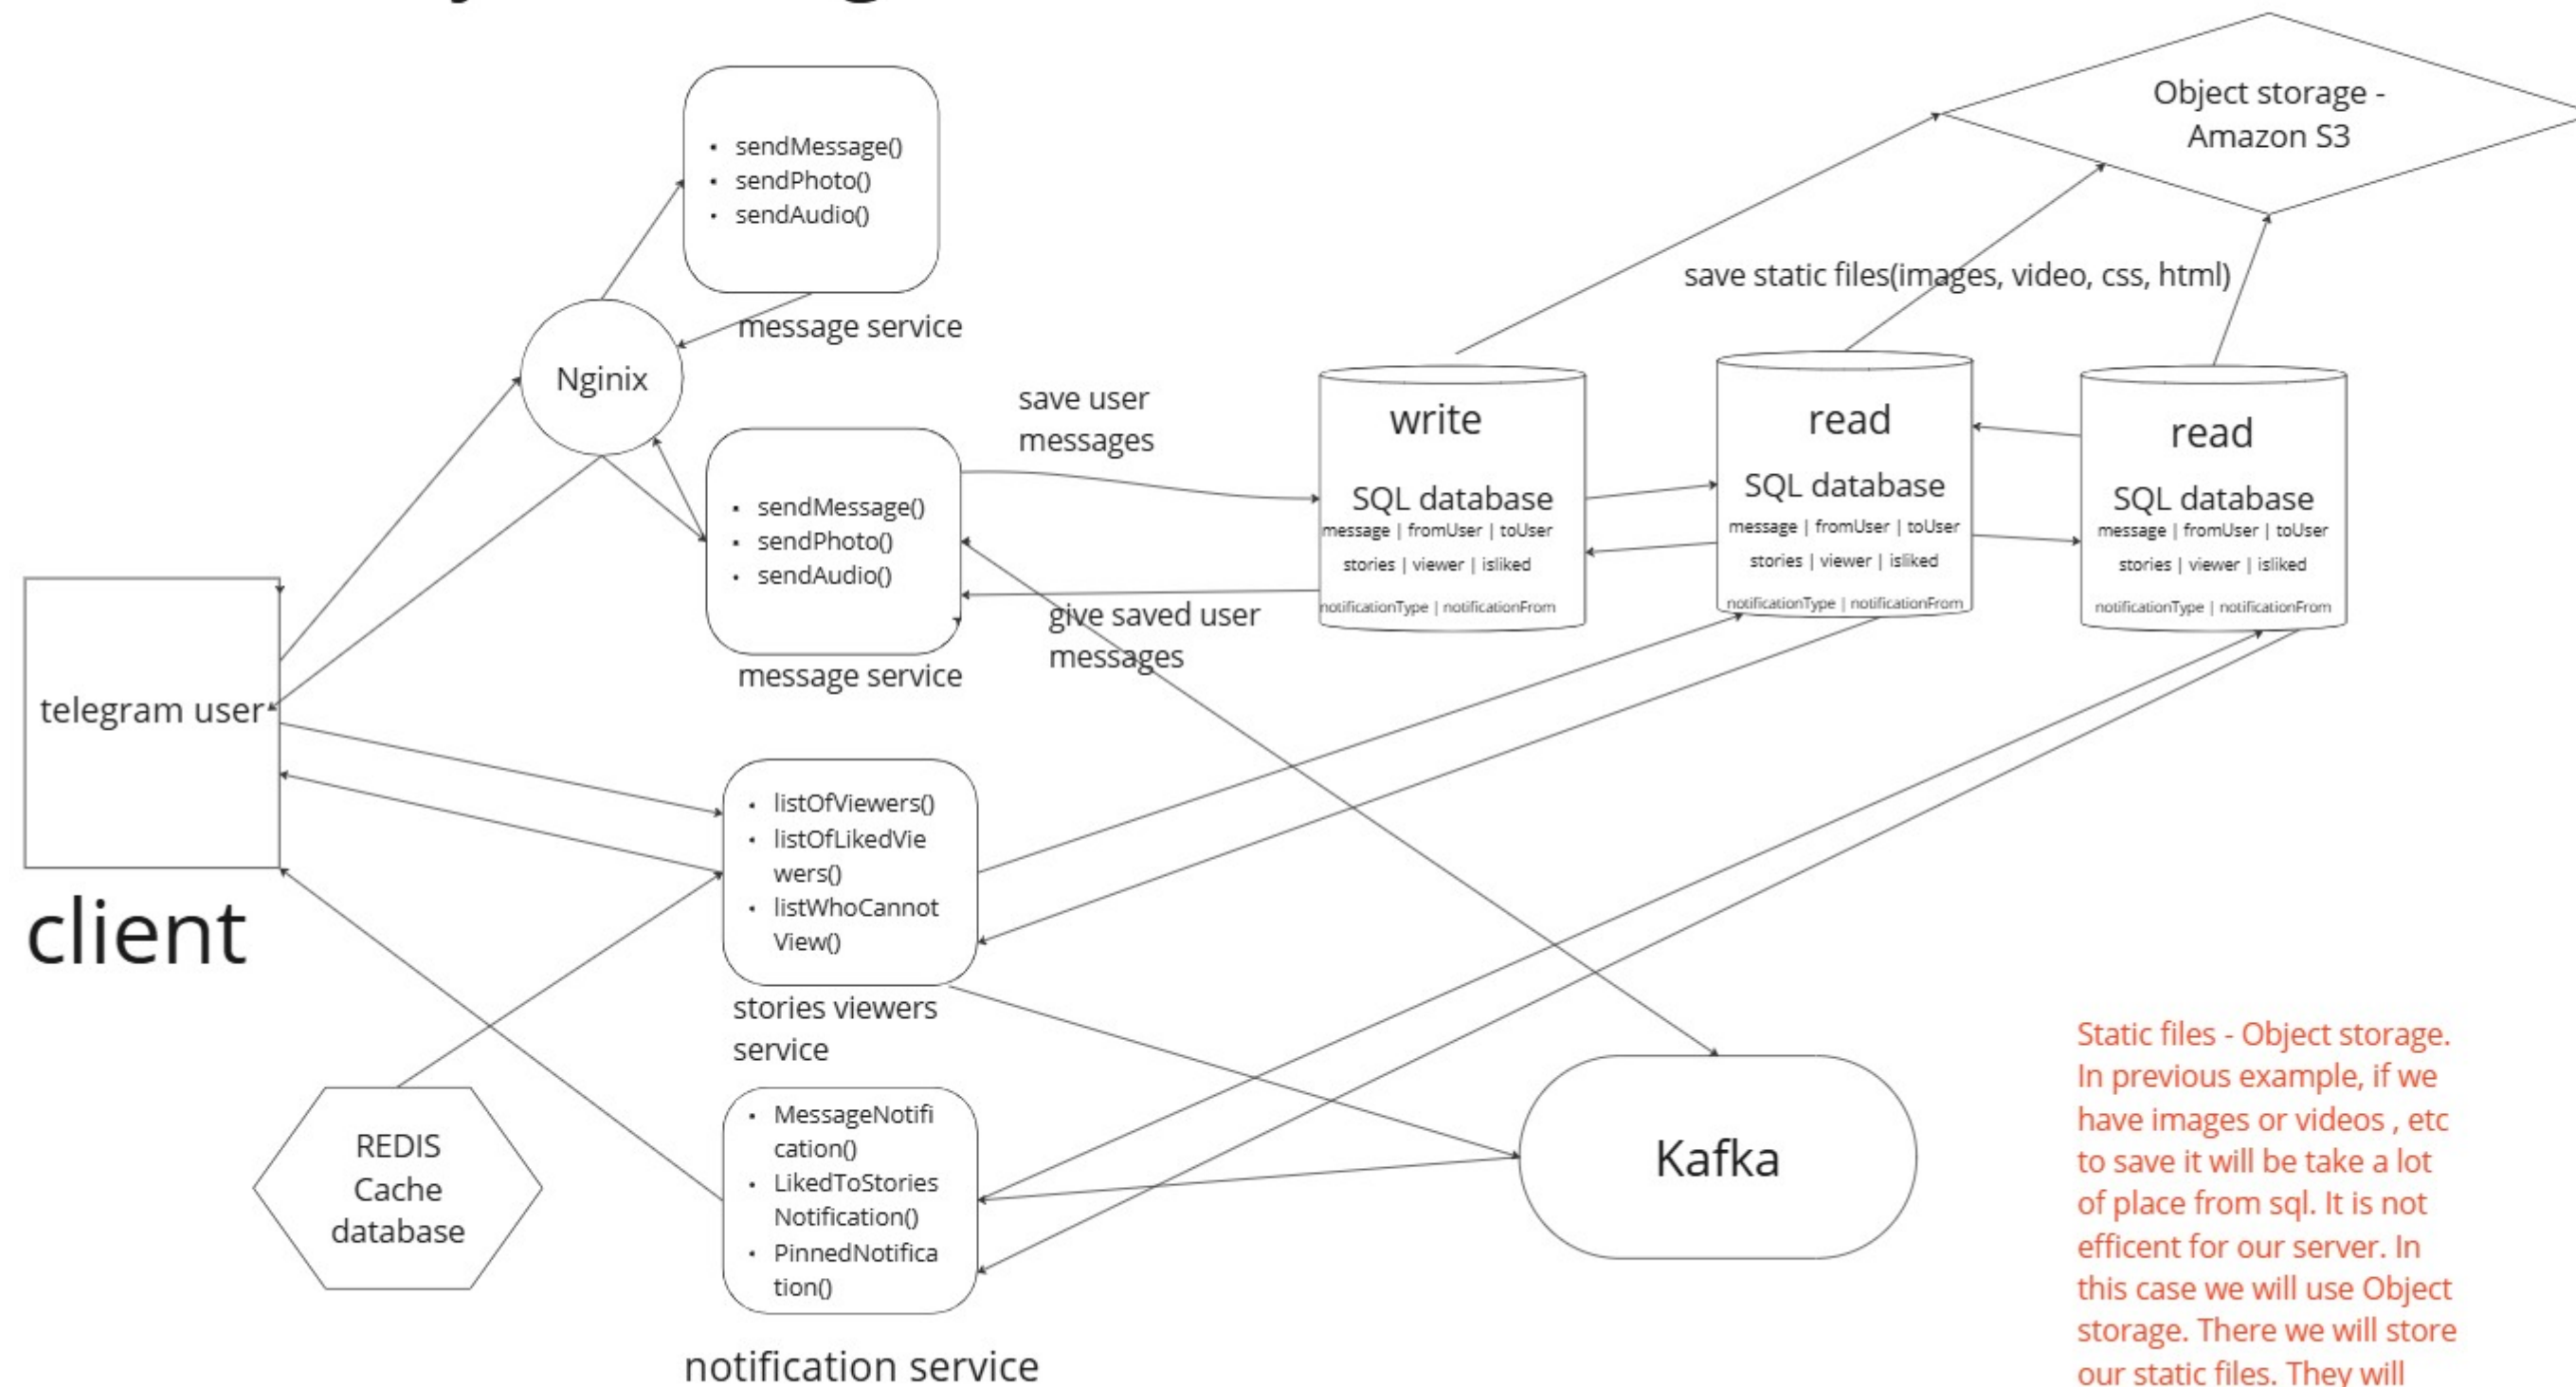 sendMessage()
sendPhoto()
sendAudio()
message service
Nginix
sendMessage()
sendPhoto()
sendAudio()
message service
save user
messages
give saved user
messages
telegram user
client
listOfViewers()
listOfLikedVie
wers()
listWhoCannot
View()
stories viewers
service
REDIS
Cache
database
MessageNotifi
cation()
LikedToStories
Notification()
PinnedNotifica
tion()
notification service
write
SQL database
message | fromUser | toUser
stories | viewer | isliked
notificationType | notificationFrom
read
SQL database
message | fromUser | toUser
stories | viewer | isliked
notificationType | notificationFrom
read
SQL database
message | fromUser | toUser
stories | viewer | isliked
notificationType | notificationFrom
Object storage -
Amazon S3
save static files(images, video, css, html)
Kafka
Static files - Object storage.
In previous example, if we
have images or videos , etc
to save it will be take a lot
of place from sql. It is not
efficent for our server. In
this case we will use Object
storage. There we will store
our static files. They will